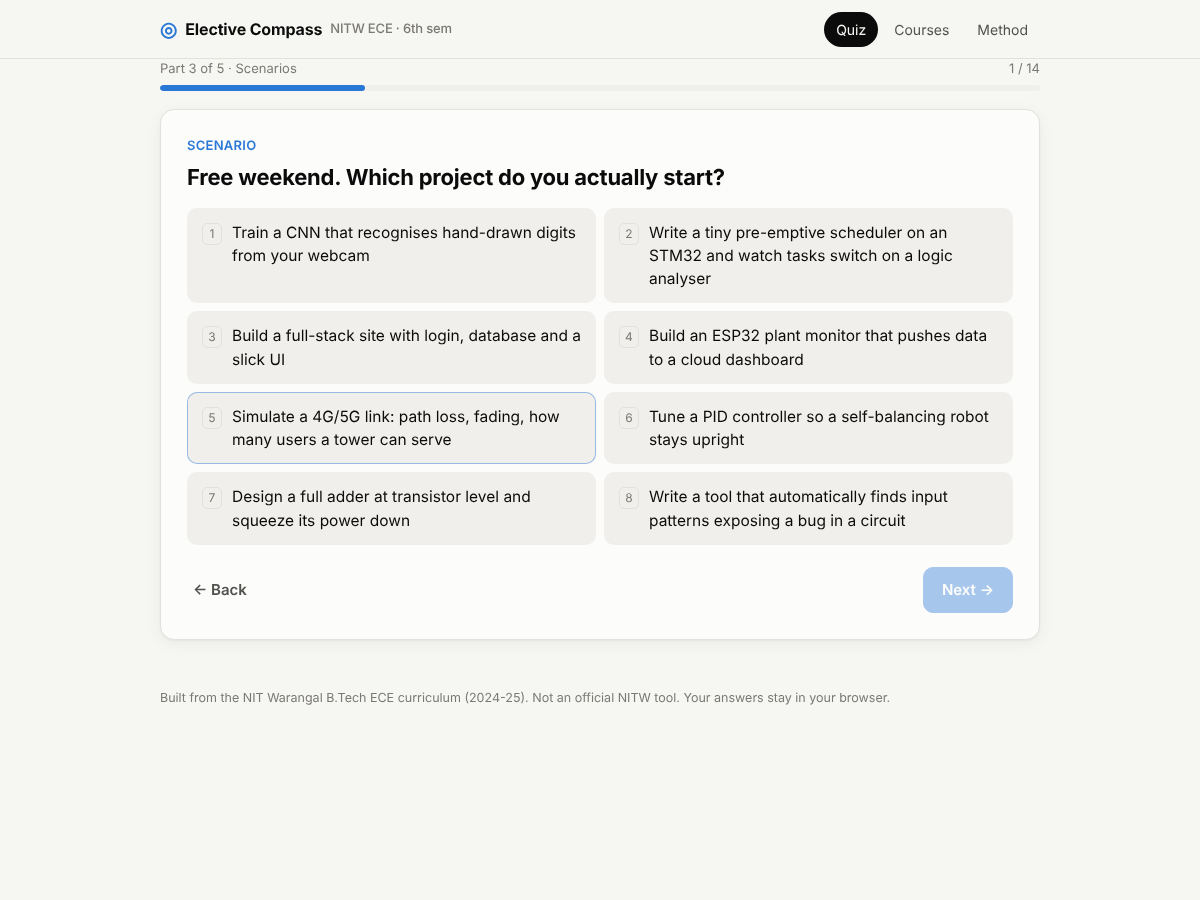 Elective Compass NITW ECE · 6th sem
Quiz Courses Method
Part 3 of 5 · Scenarios 1 / 14
SCENARIO
Free weekend. Which project do you actually start?
1 Train a CNN that recognises hand-drawn digits
from your webcam
2 Write a tiny pre-emptive scheduler on an
STM32 and watch tasks switch on a logic
analyser
3 Build a full-stack site with login, database and a
slick UI
4 Build an ESP32 plant monitor that pushes data
to a cloud dashboard
5 Simulate a 4G/5G link: path loss, fading, how
many users a tower can serve
6 Tune a PID controller so a self-balancing robot
stays upright
7 Design a full adder at transistor level and
squeeze its power down
8 Write a tool that automatically finds input
patterns exposing a bug in a circuit
← Back Next →
Built from the NIT Warangal B.Tech ECE curriculum (2024-25). Not an official NITW tool. Your answers stay in your browser.